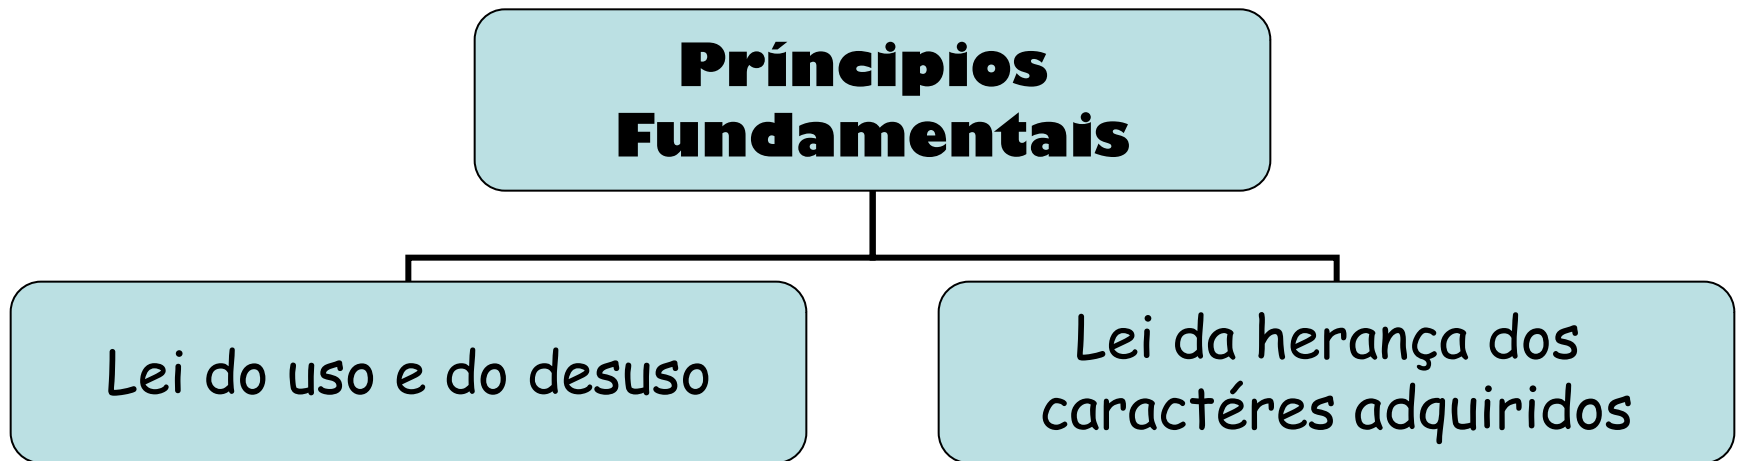 Príncipios
Fundamentais
Lei do uso e do desuso
Lei da herança dos
caractéres adquiridos